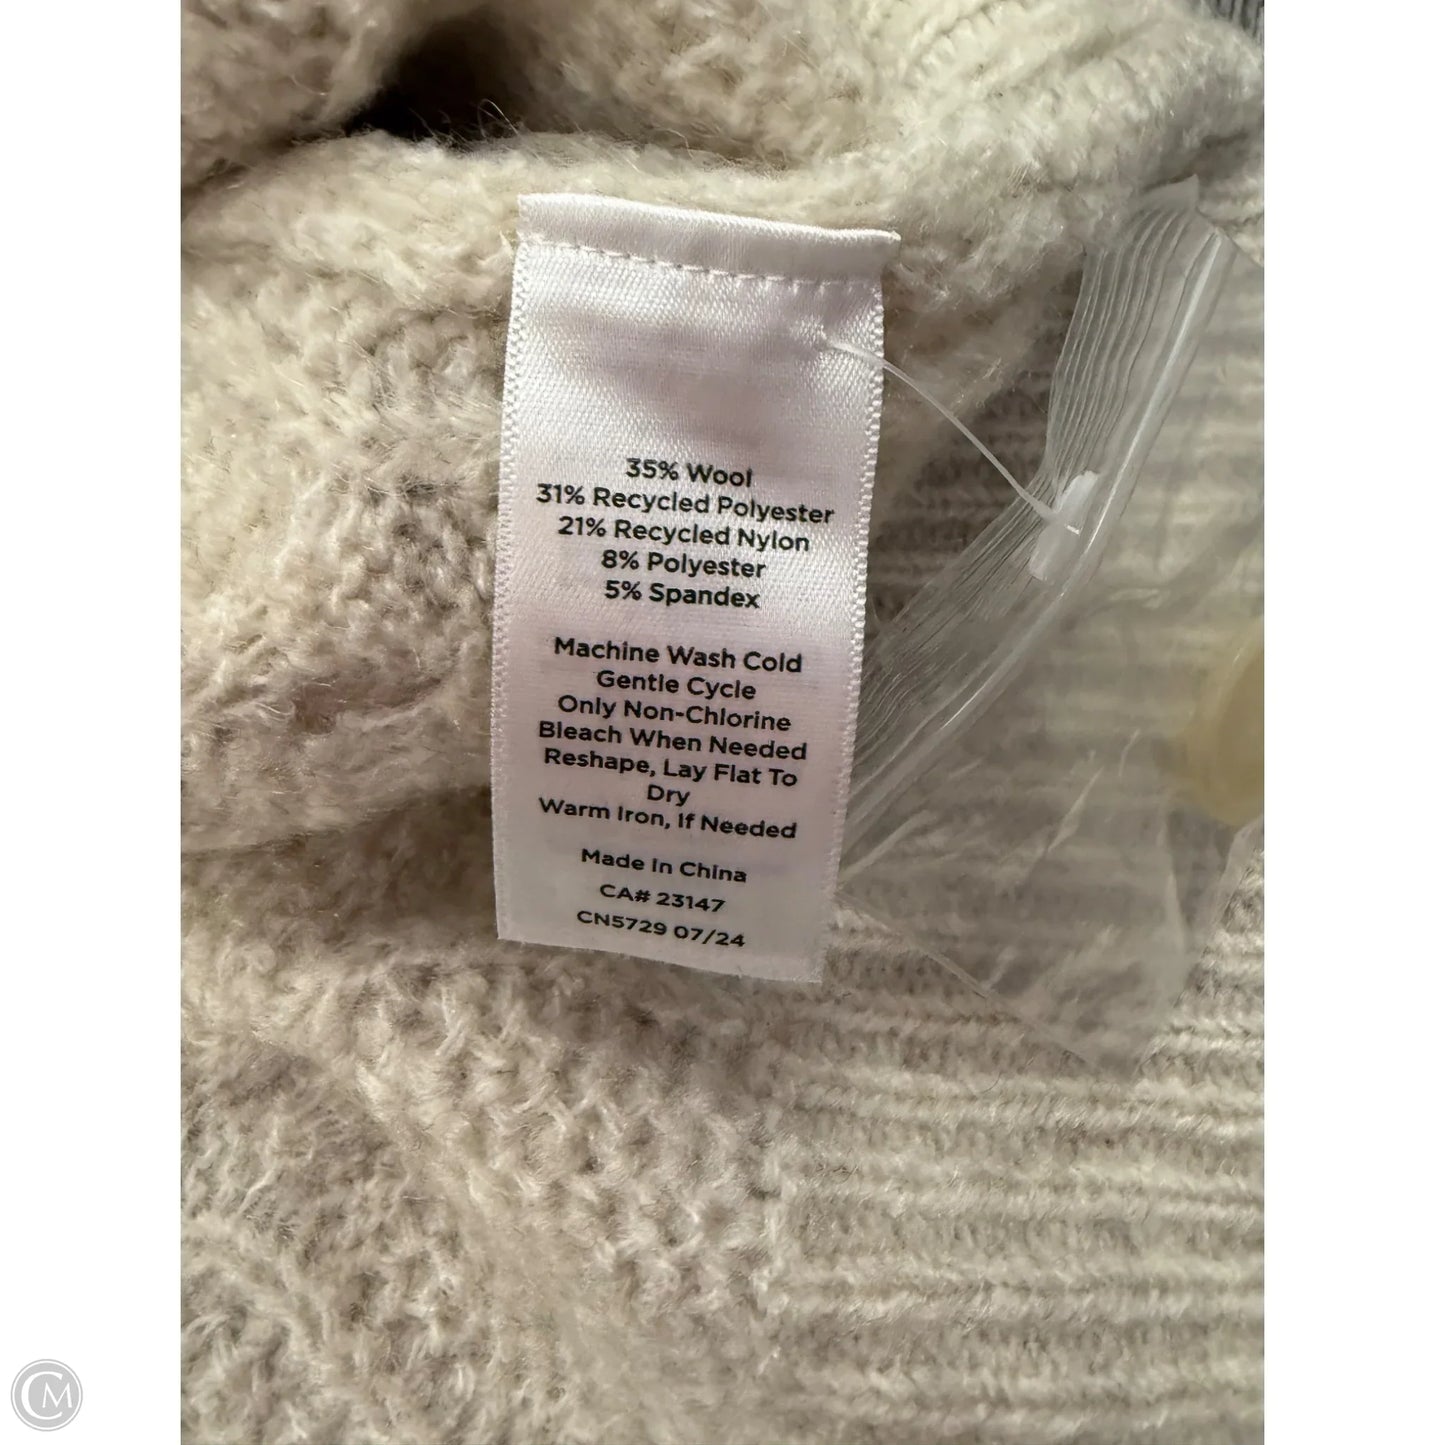 35% Wool
31% Recycled Polyester
21% Recycled Nylon
8% Polyester
5% Spandex
Machine Wash Cold
Gentle Cycle
Only Non-Chlorine
Bleach When Needed
Reshape, Lay Flat To
Dry
Warm Iron, If Needed
Made In China
CA# 23147
CN5729 07/24
CM